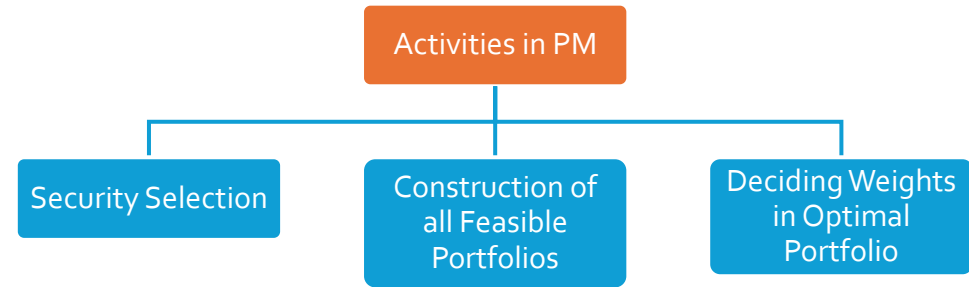 Activities in PM
Security Selection
Construction of
all Feasible
Portfolios
Deciding Weights
in Optimal
Portfolio